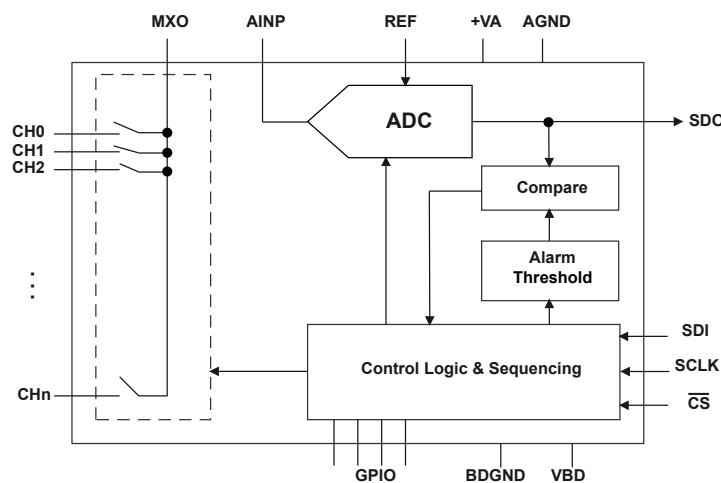 MXO
AINP
REF
+VA
AGND
ADC
SDO
CH0
CH1
CH2
Compare
Alarm
Threshold
⋮
SDI
Control Logic & Sequencing
SCLK
CHn
CS
GPIO
BDGND
VBD